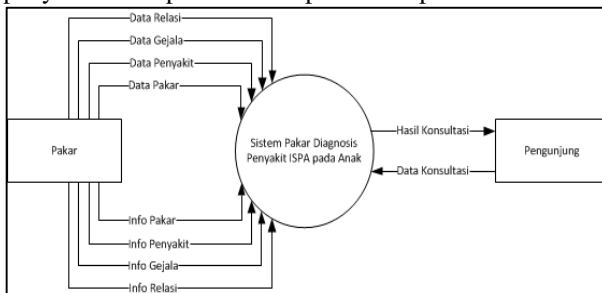 Data Relasi
Data Gejala
Data Penyakit
Data Pakar
Pakar
Sistem Pakar Diagnosis
Penyakit ISPA pada Anak
Hasil Konsultasi
Data Konsultasi
Pengunjung
Info Pakar
Info Penyakit
Info Gejala
Info Relasi